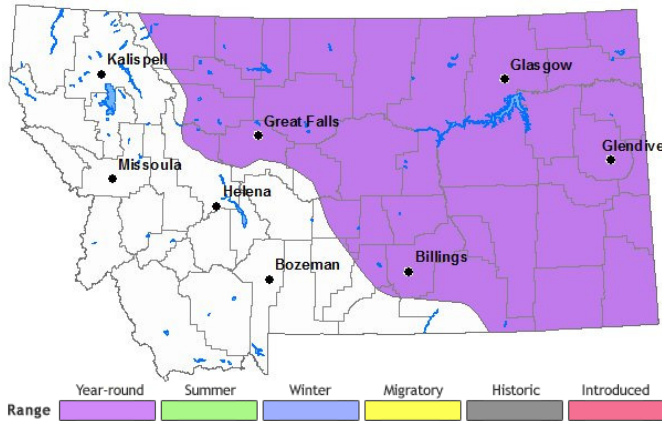 Kalispell
Glasgow
Great Falls
Glendive
Missoula
Helena
Billings
Bozeman
Year-round Summer Winter Migratory Historic Introduced
Range